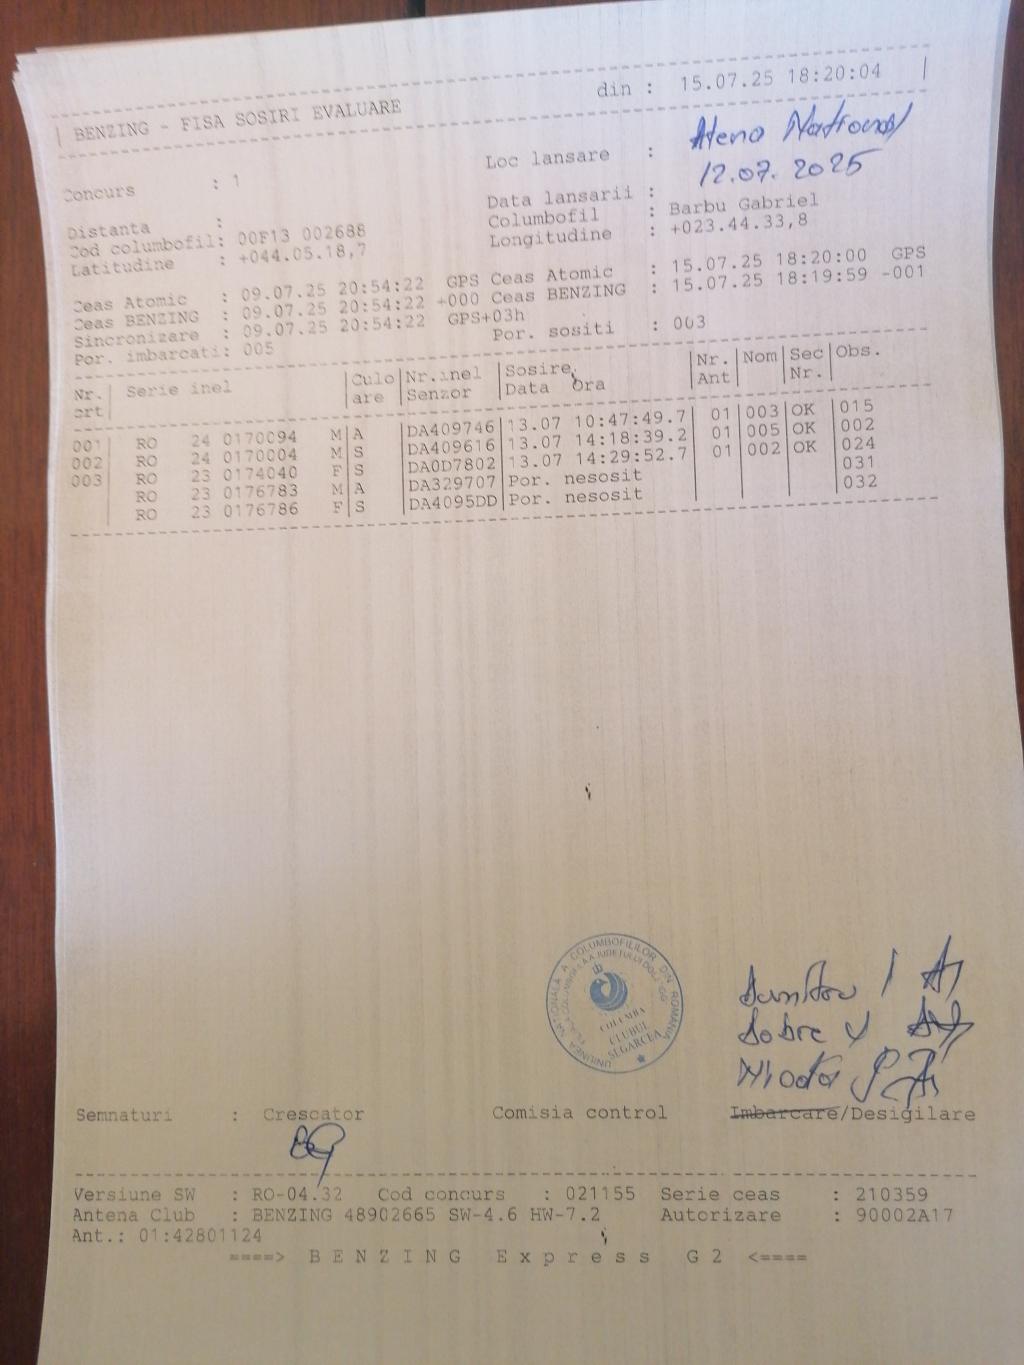 | BENZING - FISA SOSIRI EVALUARE din : 15.07.25 18:20:04 |
Concurs : 1 Loc lansare : Atena National
Data lansarii : 12.07.2025
Distanta : Columbofil : Barbu Gabriel
Cod columbofil: 00F13 002688 Longitudine : +023.44.33,8
Latitudine : +044.05.18,7
Ceas Atomic : 09.07.25 20:54:22 GPS Ceas Atomic : 15.07.25 18:20:00 GPS
Ceas BENZING : 09.07.25 20:54:22 +000 Ceas BENZING : 15.07.25 18:19:59 -001
Sincronizare : 09.07.25 20:54:22 GPS+03h
Por. imbarcati: 005 Por. sositi : 003
Nr. Serie inel |Culo|Nr.inel|Sosire |Nr. |Nom|Sec|Obs.
crt |are |Senzor |Data Ora |Ant | |Nr.|
001| RO 24 0170094 M|A |DA409746|13.07 10:47:49.7| 01 |003|OK |015
002| RO 24 0170004 M|S |DA409616|13.07 14:18:39.2| 01 |005|OK |002
003| RO 23 0174040 F|S |DA0D7802|13.07 14:29:52.7| 01 |002|OK |024
RO 23 0176783 M|A |DA329707|Por. nesosit | | | |031
RO 23 0176786 F|S |DA4095DD|Por. nesosit | | | |032
UNIUNEA NATIONALA A COLUMBOFILILOR DIN ROMANIA
COLUMBA
CLUBUL
SEGARCEA
Dobre
Semnaturi : Crescator Comisia control Imbarcare/Desigilare
Versiune SW : RO-04.32 Cod concurs : 021155 Serie ceas : 210359
Antena Club : BENZING 48902665 SW-4.6 HW-7.2 Autorizare : 90002A17
Ant.: 01:42801124
====> B E N Z I N G E x p r e s s G 2 <====